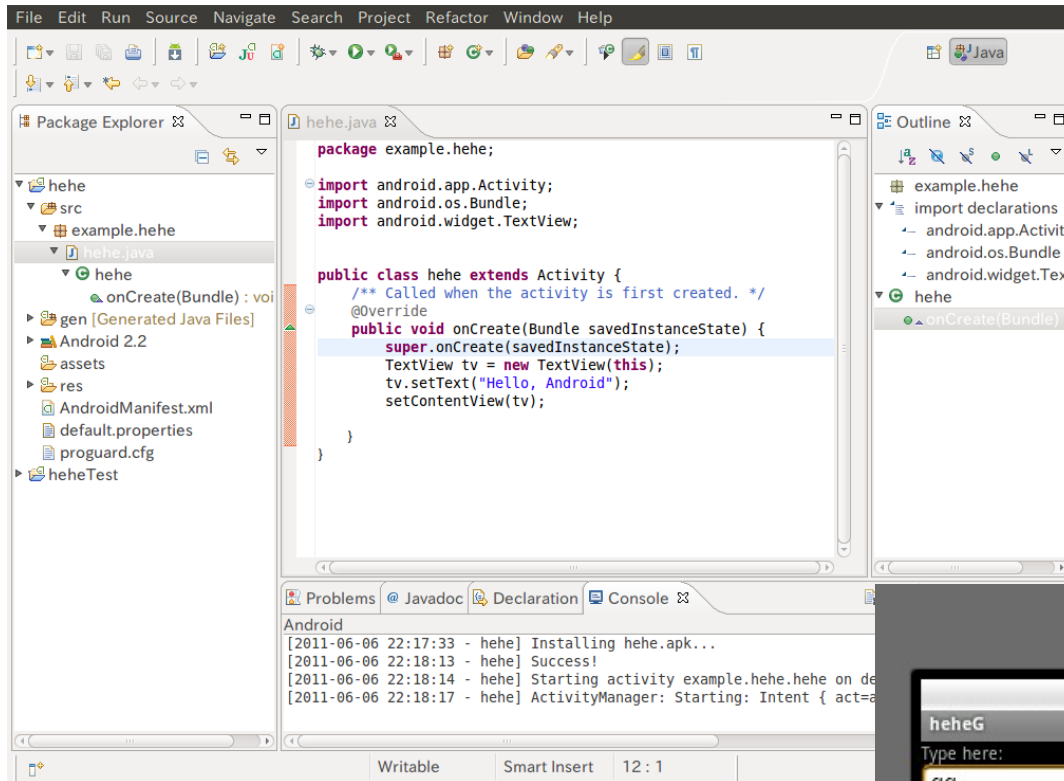 File Edit Run Source Navigate Search Project Refactor Window Help
Java
Package Explorer
hehe
src
example.hehe
hehe.java
hehe
onCreate(Bundle) : voi
gen [Generated Java Files]
Android 2.2
assets
res
AndroidManifest.xml
default.properties
proguard.cfg
heheTest
hehe.java
package example.hehe;
import android.app.Activity;
import android.os.Bundle;
import android.widget.TextView;
public class hehe extends Activity {
/** Called when the activity is first created. */
@Override
public void onCreate(Bundle savedInstanceState) {
super.onCreate(savedInstanceState);
TextView tv = new TextView(this);
tv.setText("Hello, Android");
setContentView(tv);
}
}
Outline
example.hehe
import declarations
android.app.Activit
android.os.Bundle
android.widget.Tex
hehe
onCreate(Bundle)
Problems @ Javadoc Declaration Console
Android
[2011-06-06 22:17:33 - hehe] Installing hehe.apk...
[2011-06-06 22:18:13 - hehe] Success!
[2011-06-06 22:18:14 - hehe] Starting activity example.hehe.hehe on de
[2011-06-06 22:18:17 - hehe] ActivityManager: Starting: Intent { act=a
heheG
Type here:
Writable Smart Insert 12 : 1